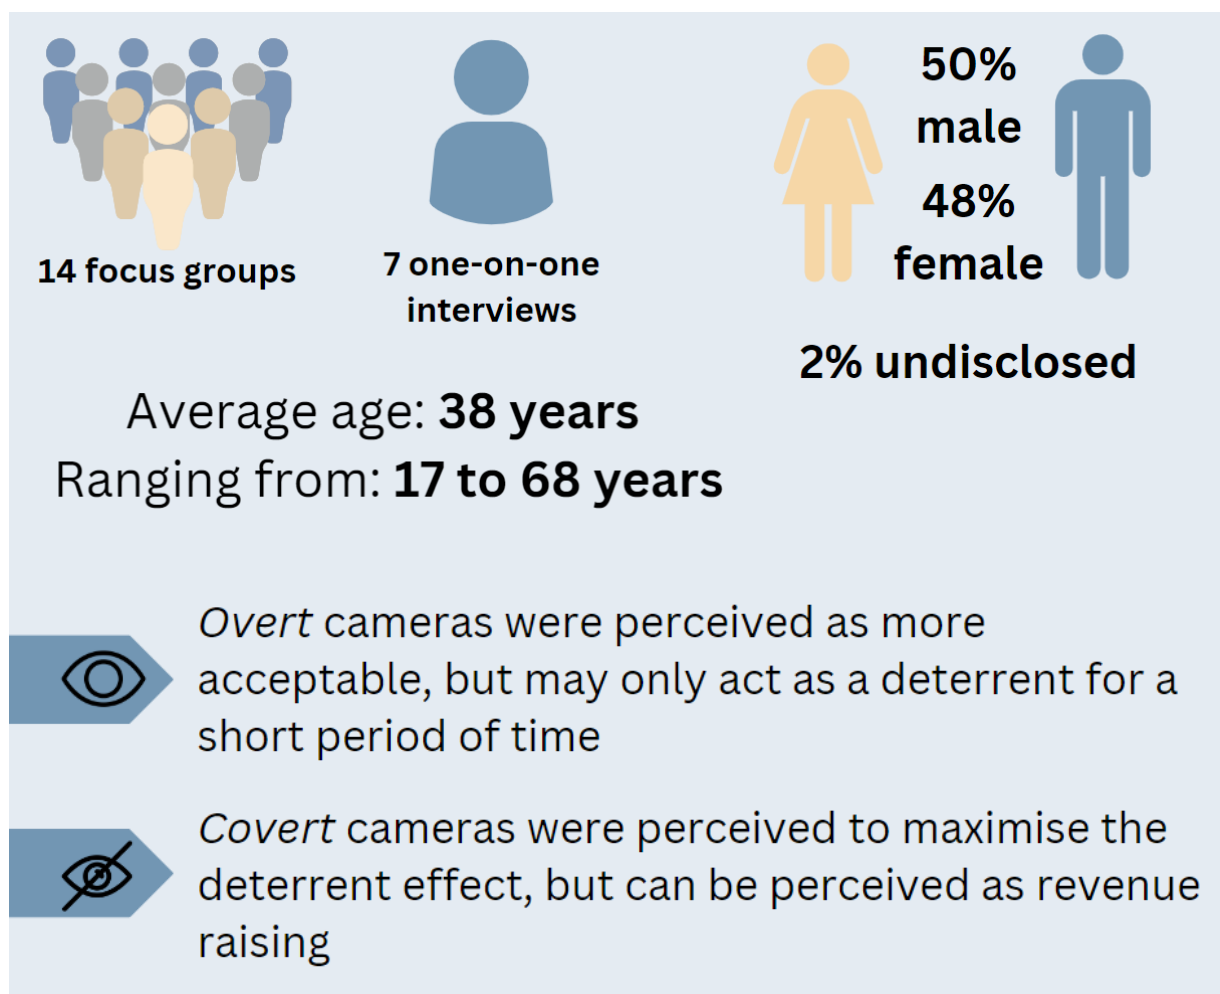 14 focus groups
7 one-on-one
interviews
50%
male
48%
female
2% undisclosed
Average age: 38 years
Ranging from: 17 to 68 years
Overt cameras were perceived as more
acceptable, but may only act as a deterrent for a
short period of time
Covert cameras were perceived to maximise the
deterrent effect, but can be perceived as revenue
raising